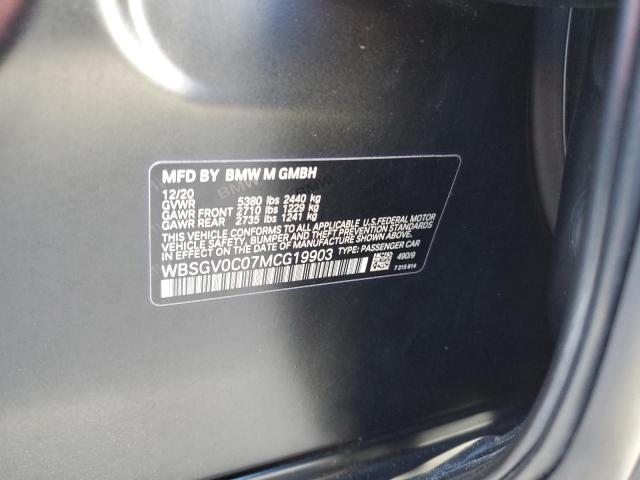 MFD BY BMW M GMBH
12/20
GVWR 5380 lbs 2440 kg
GAWR FRONT 2710 lbs 1229 kg
GAWR REAR 2735 lbs 1241 kg
THIS VEHICLE CONFORMS TO ALL APPLICABLE U.S.FEDERAL MOTOR
VEHICLE SAFETY, BUMPER, AND THEFT PREVENTION STANDARDS
IN EFFECT ON THE DATE OF MANUFACTURE SHOWN ABOVE.
WBSGV0C07MCG19903 TYPE: PASSENGER CAR
490/9
7 315 814